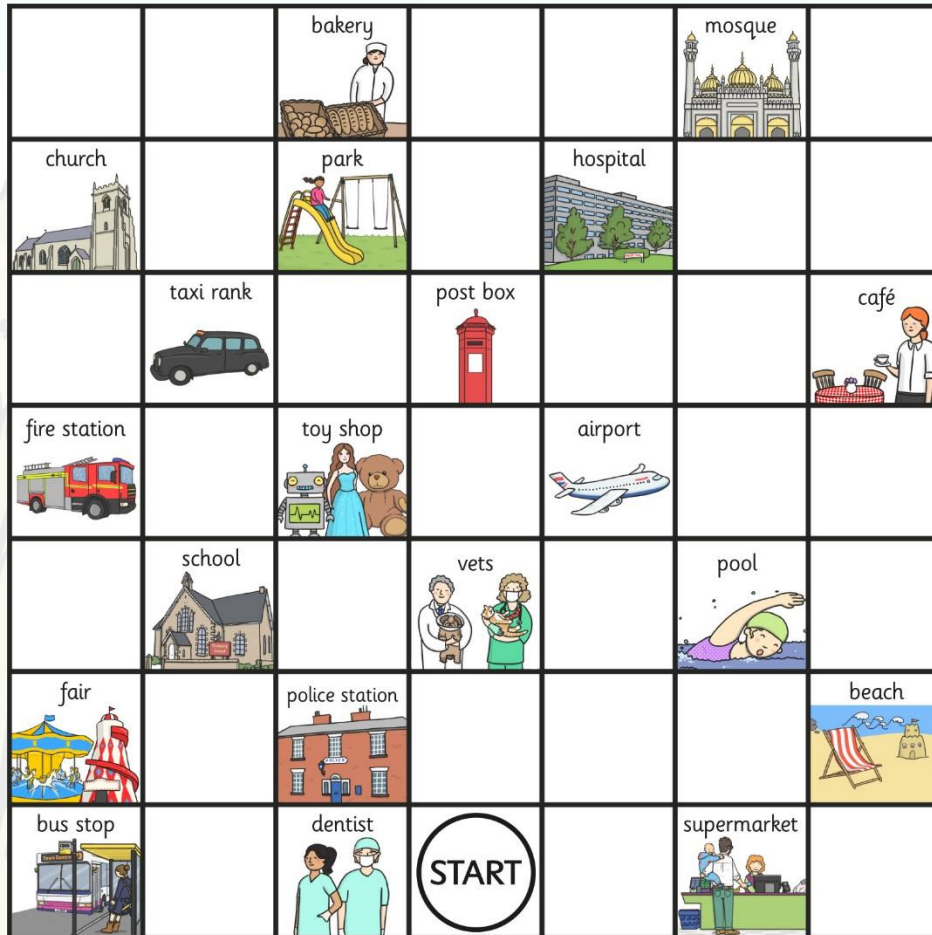 bakery
mosque
church
park
hospital
taxi rank
post box
café
fire station
toy shop
airport
school
vets
pool
fair
police station
beach
bus stop
dentist
START
supermarket